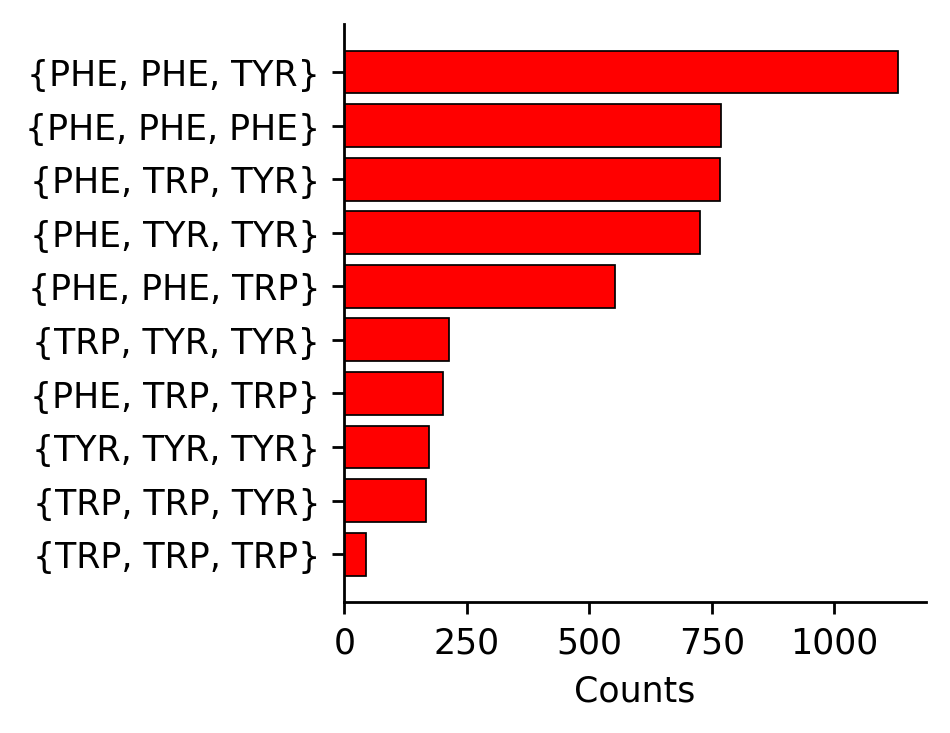 {PHE, PHE, TYR}
{PHE, PHE, PHE}
{PHE, TRP, TYR}
{PHE, TYR, TYR}
{PHE, PHE, TRP}
{TRP, TYR, TYR}
{PHE, TRP, TRP}
{TYR, TYR, TYR}
{TRP, TRP, TYR}
{TRP, TRP, TRP}
0 250 500 750 1000
Counts